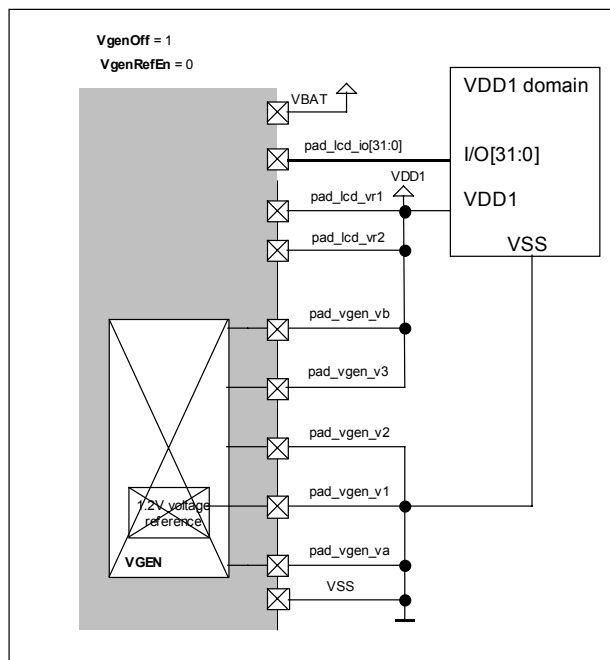 VgenOff = 1
VgenRefEn = 0
VBAT
VDD1 domain
pad_lcd_io[31:0]
I/O[31:0]
VDD1
pad_lcd_vr1
VDD1
pad_lcd_vr2
VSS
pad_vgen_vb
pad_vgen_v3
pad_vgen_v2
pad_vgen_v1
1.2V voltage
reference
pad_vgen_va
VGEN
VSS